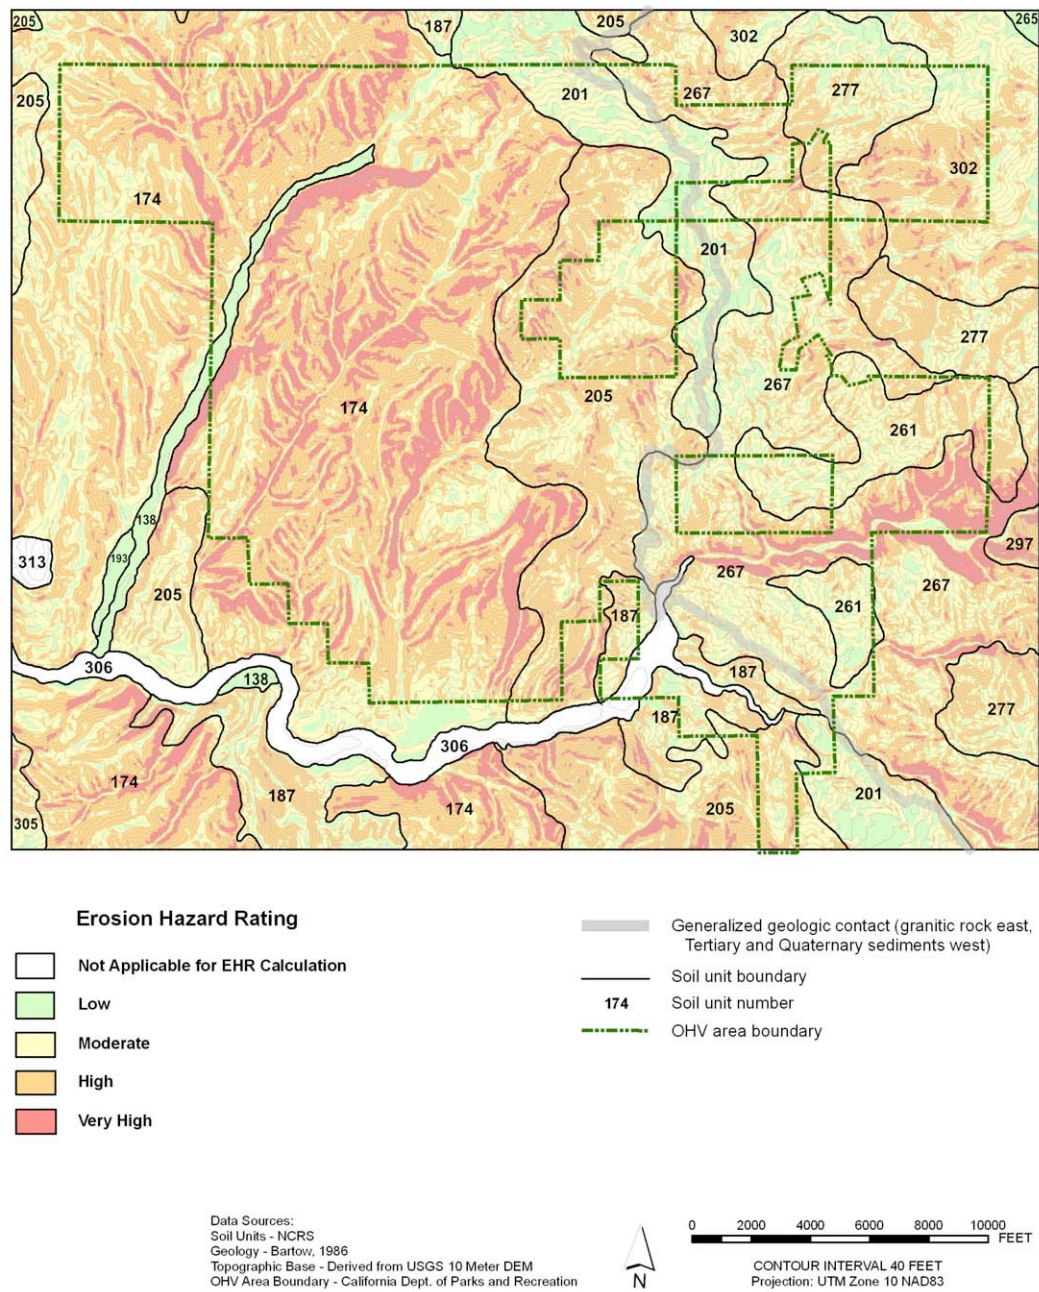 205
187
205
302
265
205
201
267
277
174
302
201
277
174
205
267
261
138
313
193
205
297
267
267
187
261
306
187
138
277
187
306
174
187
174
205
201
305
Erosion Hazard Rating
Not Applicable for EHR Calculation
Low
Moderate
High
Very High
Generalized geologic contact (granitic rock east,
Tertiary and Quaternary sediments west)
Soil unit boundary
174 Soil unit number
OHV area boundary
Data Sources:
Soil Units - NCRS
Geology - Bartow, 1986
Topographic Base - Derived from USGS 10 Meter DEM
OHV Area Boundary - California Dept. of Parks and Recreation
N
0 2000 4000 6000 8000 10000
FEET
CONTOUR INTERVAL 40 FEET
Projection: UTM Zone 10 NAD83